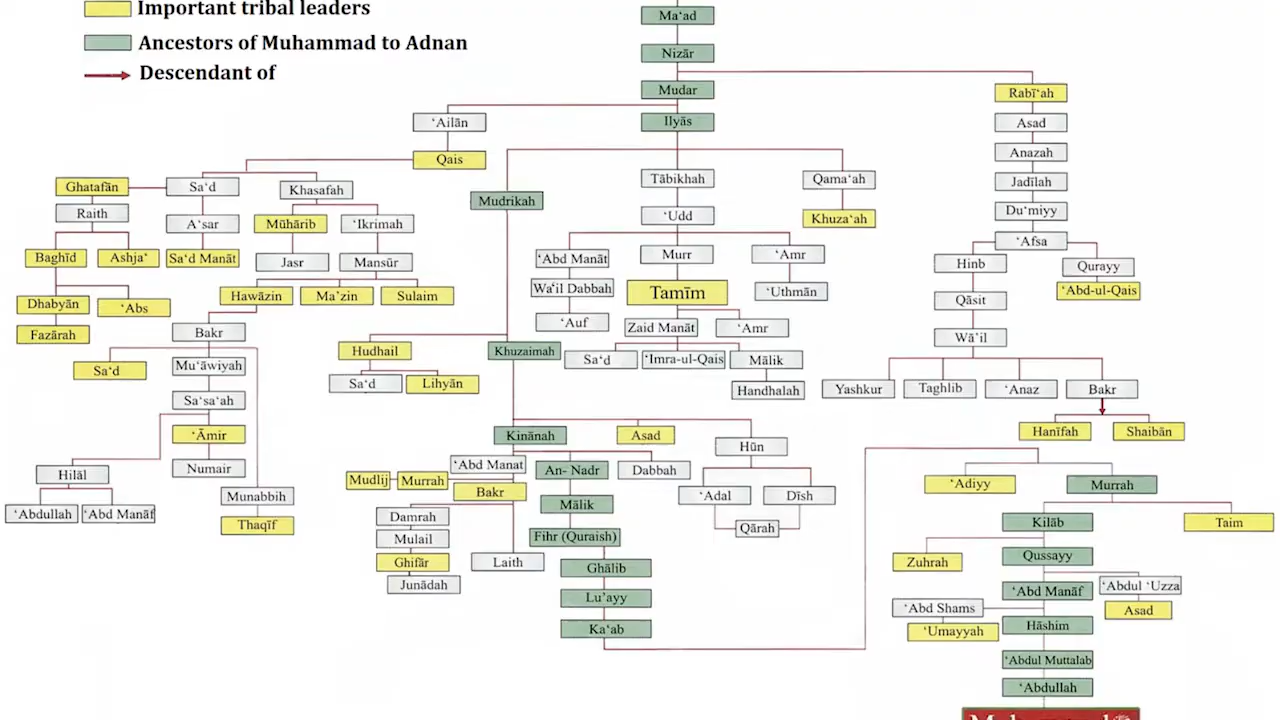 Important tribal leaders
Ancestors of Muhammad to Adnan
Descendant of
Ma‘ad
Nizār
Mudar
Rabī‘ah
‘Ailān
Ilyās
Asad
Qais
Anazah
Ghatafān
Sa‘d
Khasafah
Mudrikah
Tābikhah
Qama‘ah
Jadīlah
Raith
A‘sar
Mūhārib
‘Ikrimah
‘Udd
Khuza‘ah
Du‘miyy
‘Afsa
Baghīd
Ashja‘
Sa‘d Manāt
Jasr
Mansūr
‘Abd Manāt
Murr
‘Amr
Hinb
Qurayy
Dhabyān
‘Abs
Hawāzin
Ma’zin
Sulaim
Wa‘il Dabbah
Tamīm
‘Uthmān
Qāsit
‘Abd-ul-Qais
Fazārah
Bakr
‘Auf
Zaid Manāt
‘Amr
Wā’il
Sa‘d
Mu‘āwiyah
Hudhail
Khuzaimah
Sa‘d
‘Imra-ul-Qais
Mālik
Sa‘d
Lihyān
Handhalah
Yashkur
Taghlib
‘Anaz
Bakr
Sa‘sa‘ah
‘Āmir
Kinānah
Asad
Hūn
Hanīfah
Shaibān
Hilāl
Numair
Mudlij
Murrah
‘Abd Manat
An- Nadr
Dabbah
‘Adiyy
Murrah
‘Abdullah
‘Abd Manāf
Munabbih
Bakr
‘Adal
Dīsh
Thaqīf
Damrah
Mālik
Qārah
Kilāb
Taim
Mulail
Fihr (Quraish)
Ghifār
Laith
Ghālib
Zuhrah
Qussayy
Junādah
Lu’ayy
‘Abd Manāf
‘Abdul ‘Uzza
Ka‘ab
‘Abd Shams
Asad
‘Umayyah
Hāshim
‘Abdul Muttalab
‘Abdullah